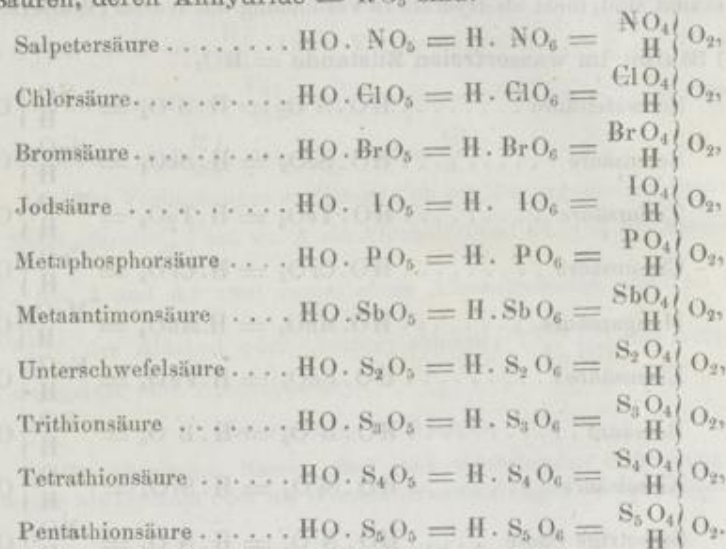 säuren, deren Anhydride
Salpetersäure . . . . . . . . HO. NO₅ = H. NO₆ = NO₄ H } O₂,
Chlorsäure . . . . . . . . . HO. ClO₅ = H. ClO₆ = ClO₄ H } O₂,
Bromsäure . . . . . . . . . HO. BrO₅ = H. BrO₆ = BrO₄ H } O₂,
Jodsäure . . . . . . . . . . HO. IO₅ = H. IO₆ = IO₄ H } O₂,
Metaphosphorsäure . . . . HO. PO₅ = H. PO₆ = PO₄ H } O₂,
Metaantimonsäure . . . . HO. SbO₅ = H. SbO₆ = SbO₄ H } O₂,
Unterschwefelsäure . . . . HO. S₂O₅ = H. S₂O₆ = S₂O₄ H } O₂,
Trithionsäure . . . . . . . HO. S₃O₅ = H. S₃O₆ = S₃O₄ H } O₂,
Tetrathionsäure . . . . . . HO. S₄O₅ = H. S₄O₆ = S₄O₄ H } O₂,
Pentathionsäure . . . . . . HO. S₅O₅ = H. S₅O₆ = S₅O₄ H } O₂.